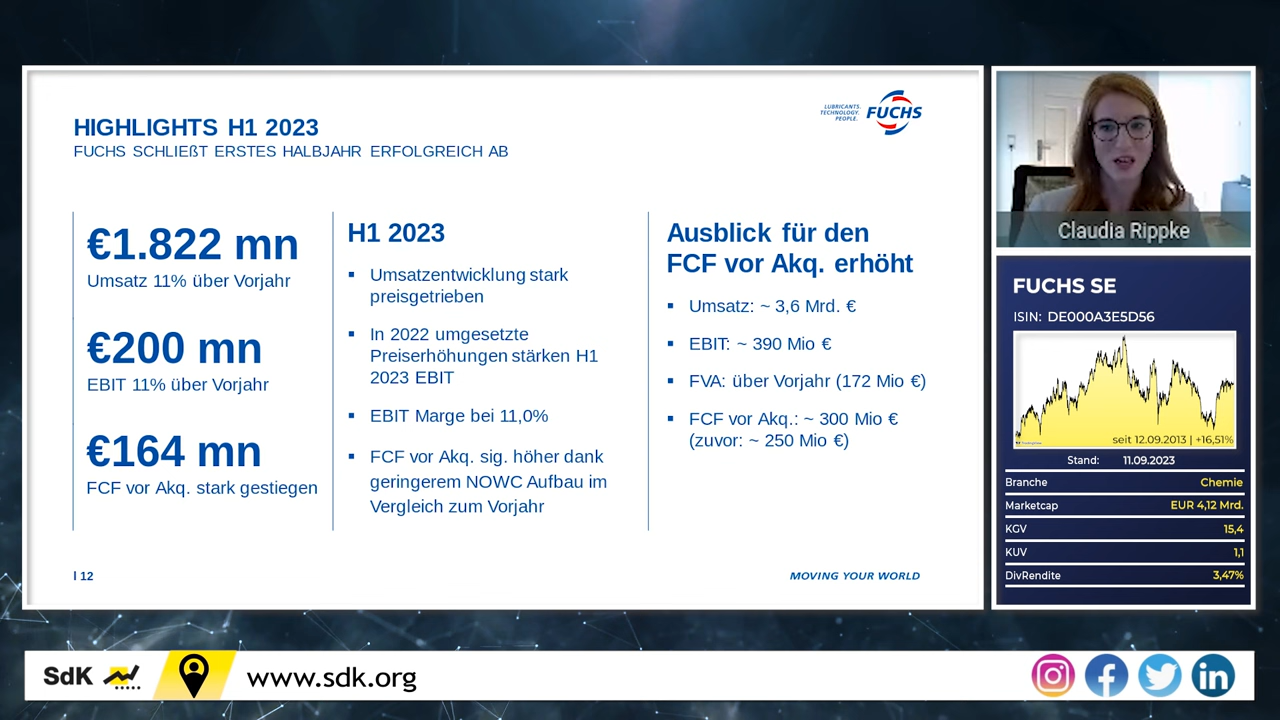 HIGHLIGHTS H1 2023
FUCHS SCHLIEßT ERSTES HALBJAHR ERFOLGREICH AB
LUBRICANTS.
TECHNOLOGY.
PEOPLE.
FUCHS
€1.822 mn
Umsatz 11% über Vorjahr
€200 mn
EBIT 11% über Vorjahr
€164 mn
FCF vor Akq. stark gestiegen
H1 2023
▪ Umsatzentwicklung stark
preisgetrieben
▪ In 2022 umgesetzte
Preiserhöhungen stärken H1
2023 EBIT
▪ EBIT Marge bei 11,0%
▪ FCF vor Akq. sig. höher dank
geringerem NOWC Aufbau im
Vergleich zum Vorjahr
Ausblick für den
FCF vor Akq. erhöht
▪ Umsatz: ~ 3,6 Mrd. €
▪ EBIT: ~ 390 Mio €
▪ FVA: über Vorjahr (172 Mio €)
▪ FCF vor Akq.: ~ 300 Mio €
(zuvor: ~ 250 Mio €)
I 12
MOVING YOUR WORLD
Claudia Rippke
FUCHS SE
ISIN: DE000A3E5D56
seit 12.09.2013 | +16,51%
Stand: 11.09.2023
Branche Chemie
Marketcap EUR 4,12 Mrd.
KGV 15,4
KUV 1,1
DivRendite 3,47%
SdK
www.sdk.org